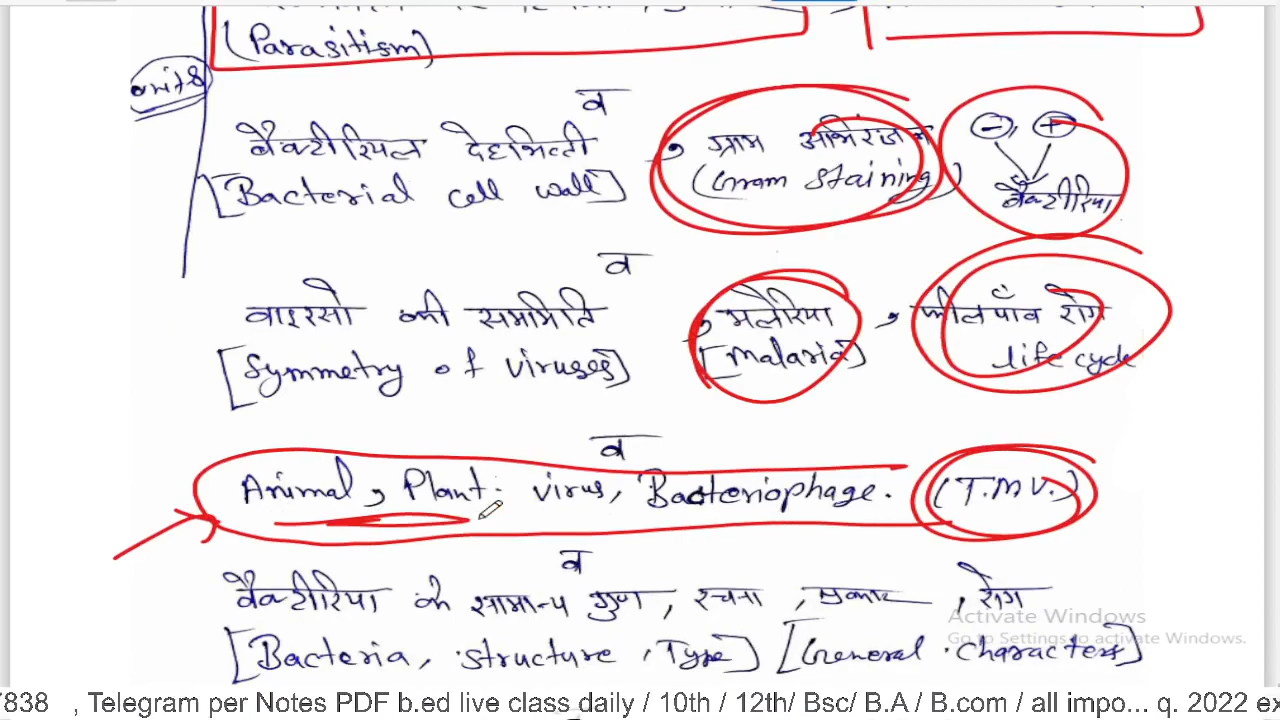 (Parasitism)
unit 8
व
बैक्टीरियल देहभित्ती , ग्राम अभिरंजन -, +
[Bacterial cell wall] (Gram staining) बैक्टीरिया
व
वाइरसो की सममिति , मलेरिया , फीलपाँव रोग
[Symmetry of viruses] [malaria] life cycle
व
Animal, Plant virus, Bacteriophage. (T.M.V.)
व
बैक्टीरिया के सामान्य गुण, रचना, प्रकार, रोग
Activate Windows
Go to Settings to activate Windows.
[Bacteria, structure, Type] [General characters]
7838 , Telegram per Notes PDF b.ed live class daily / 10th / 12th/ Bsc/ B.A / B.com / all impo... q. 2022 ex